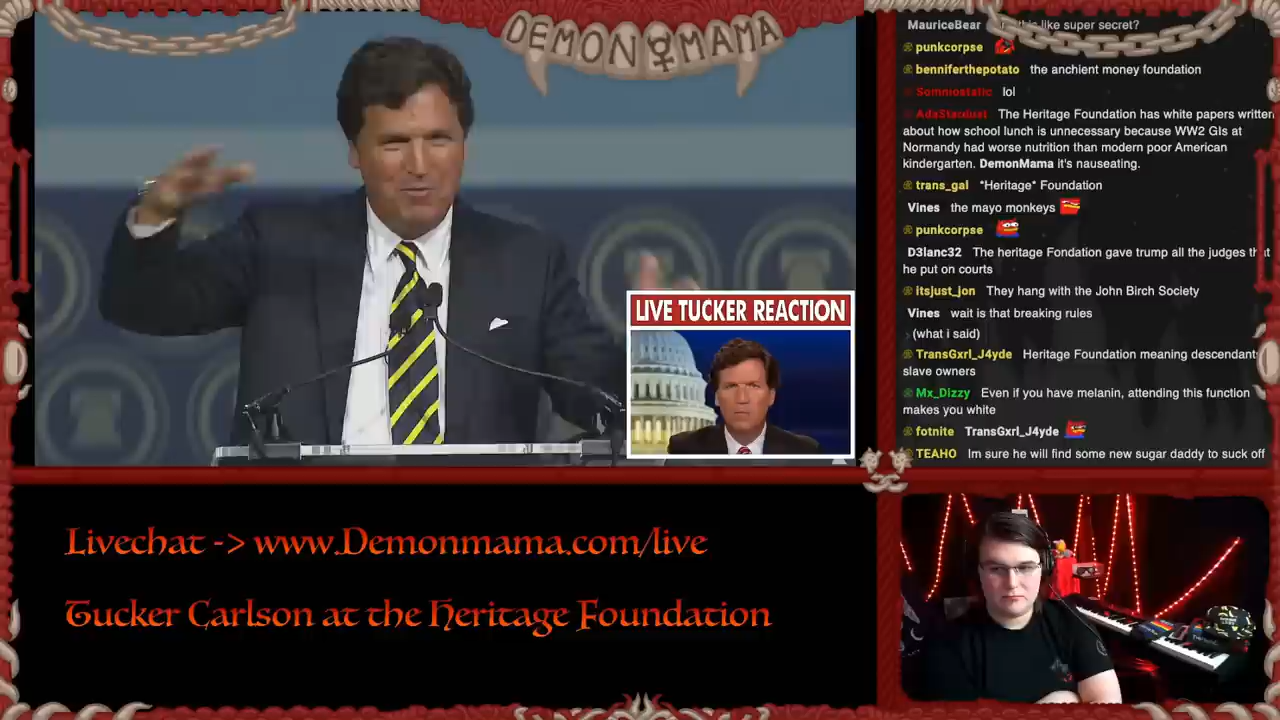 DEMON MAMA
LIVE TUCKER REACTION
Livechat -> www.Demonmama.com/live
Tucker Carlson at the Heritage Foundation
MauriceBear this like super secret?
punkcorpse
benniferthepotato the anchient money foundation
Somniostatic lol
AdaStardust The Heritage Foundation has white papers written
about how school lunch is unnecessary because WW2 GIs at
Normandy had worse nutrition than modern poor American
kindergarten. DemonMama it's nauseating.
trans_gal *Heritage* Foundation
Vines the mayo monkeys
punkcorpse
D3lanc32 The heritage Fondation gave trump all the judges that
he put on courts
itsjust_jon They hang with the John Birch Society
Vines wait is that breaking rules
(what i said)
TransGxrl_J4yde Heritage Foundation meaning descendant
slave owners
Mx_Dizzy Even if you have melanin, attending this function
makes you white
fotnite TransGxrl_J4yde
TEAHO Im sure he will find some new sugar daddy to suck off